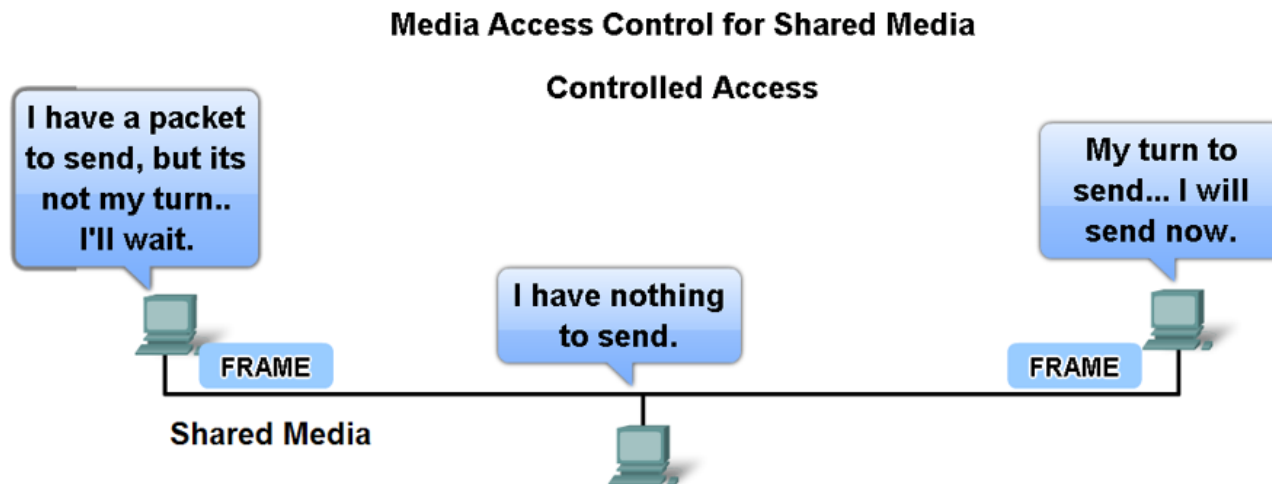 Media Access Control for Shared Media
Controlled Access
I have a packet
to send, but its
not my turn..
I'll wait.
My turn to
send... I will
send now.
I have nothing
to send.
FRAME
FRAME
Shared Media